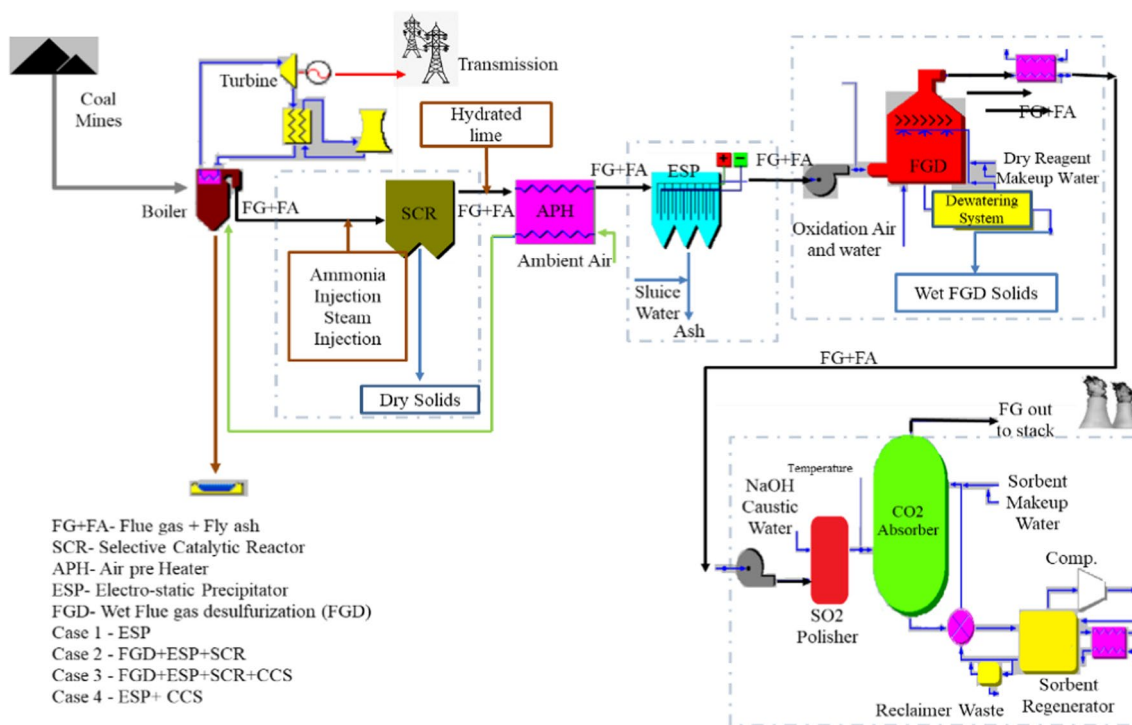 Coal
Mines
Turbine
Transmission
Hydrated
lime
Boiler
FG+FA
SCR
FG+FA
APH
FG+FA
ESP
+
−
FG+FA
FGD
FG+FA
Dry Reagent
Makeup Water
Dewatering
System
Oxidation Air
and water
Wet FGD Solids
Ammonia
Injection
Steam
Injection
Ambient Air
Sluice
Water
Ash
Dry Solids
FG+FA
FG out
to stack
Temperature
NaOH
Caustic
Water
CO2
Absorber
Sorbent
Makeup
Water
Comp.
SO2
Polisher
Sorbent
Regenerator
Reclaimer Waste
FG+FA- Flue gas + Fly ash
SCR- Selective Catalytic Reactor
APH- Air pre Heater
ESP- Electro-static Precipitator
FGD- Wet Flue gas desulfurization (FGD)
Case 1 - ESP
Case 2 - FGD+ESP+SCR
Case 3 - FGD+ESP+SCR+CCS
Case 4 - ESP+ CCS